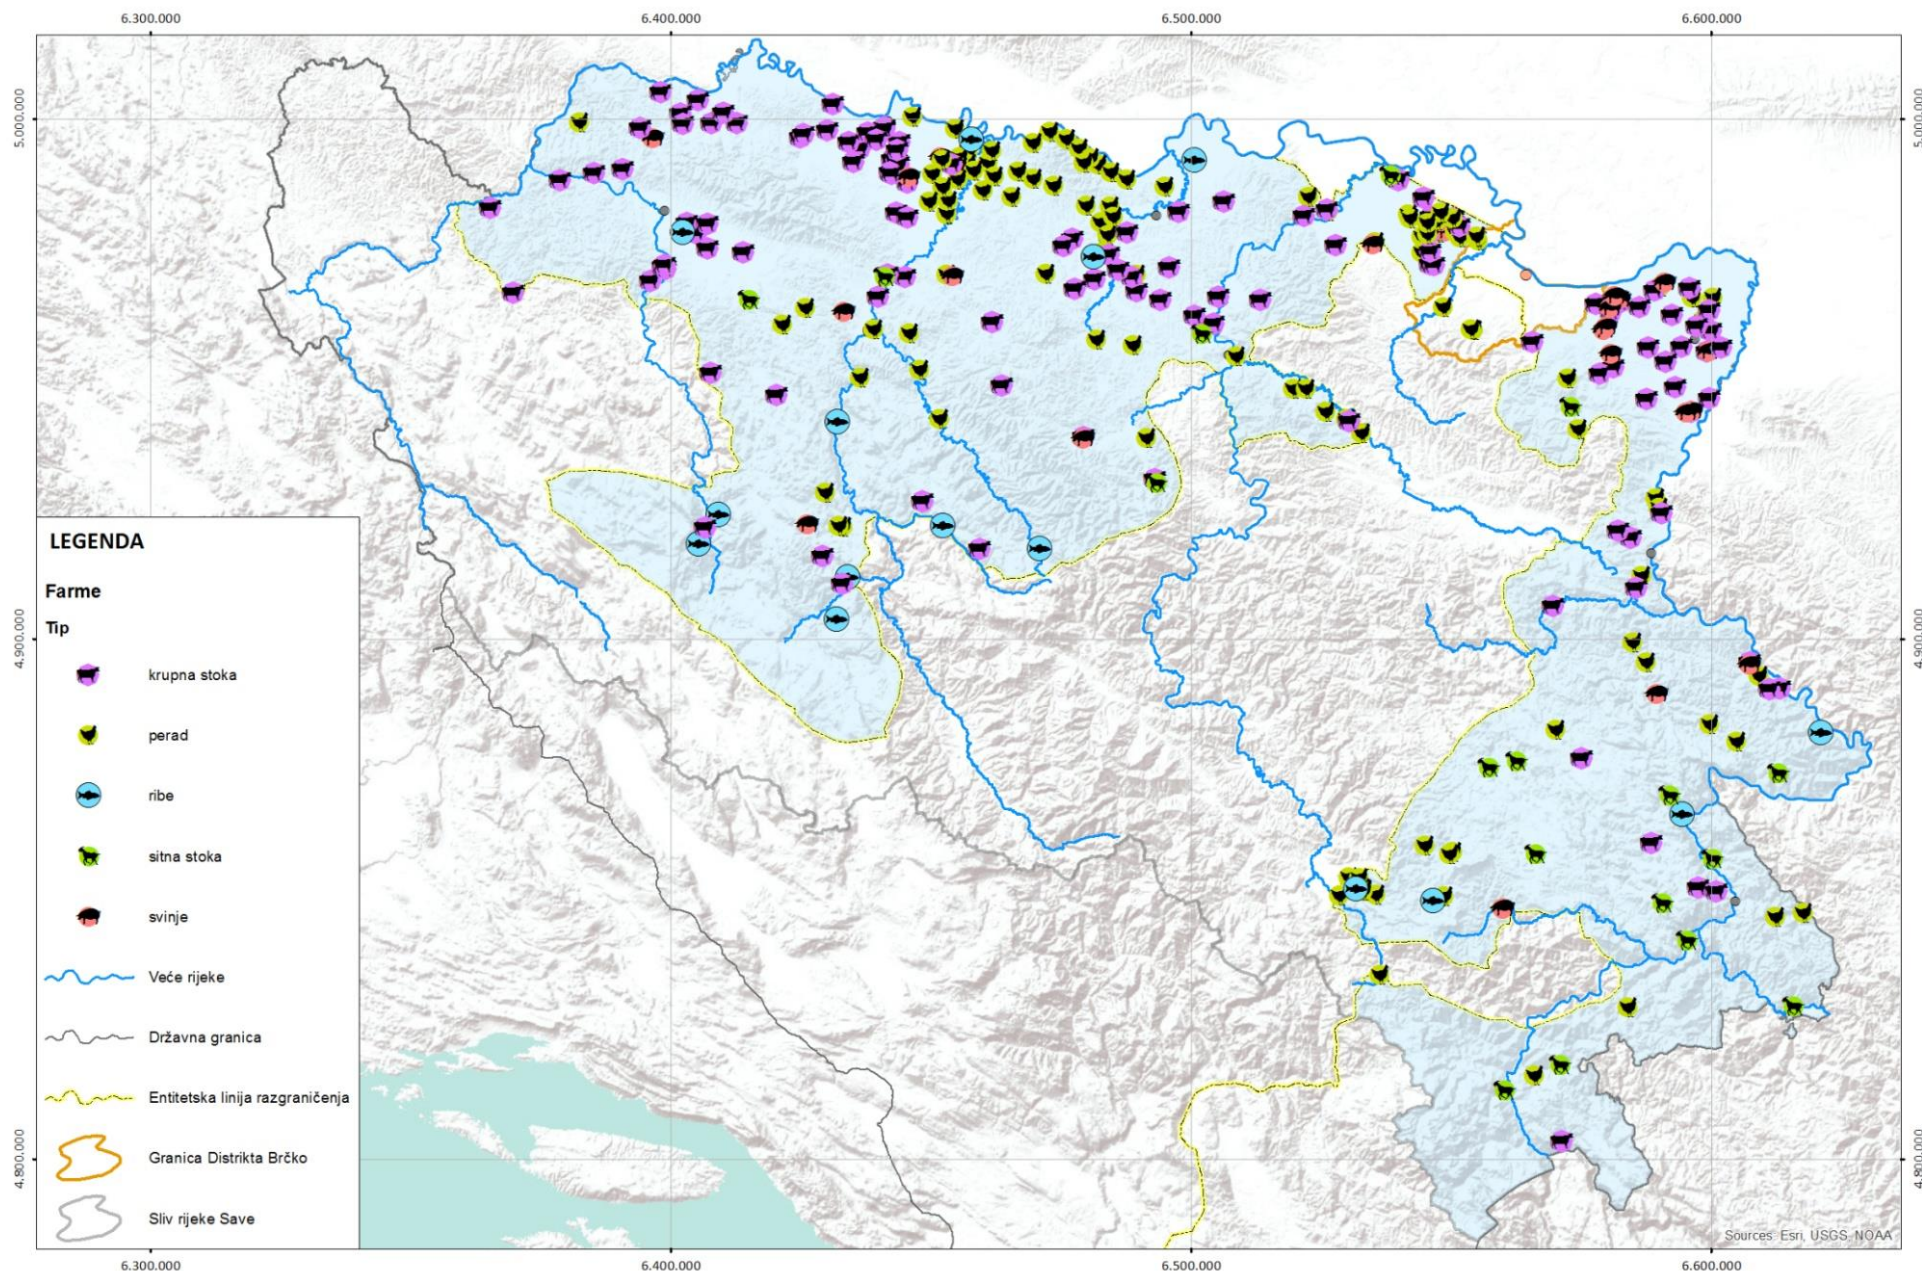 6.300.000 6.400.000 6.500.000 6.600.000
5.000.000 5.000.000
4.900.000 4.900.000
4.800.000 4.800.000
LEGENDA
Farme
Tip
krupna stoka
perad
ribe
sitna stoka
svinje
Veće rijeke
Državna granica
Entitetska linija razgraničenja
Granica Distrikta Brčko
Sliv rijeke Save
Sources: Esri, USGS, NOAA
6.300.000 6.400.000 6.500.000 6.600.000